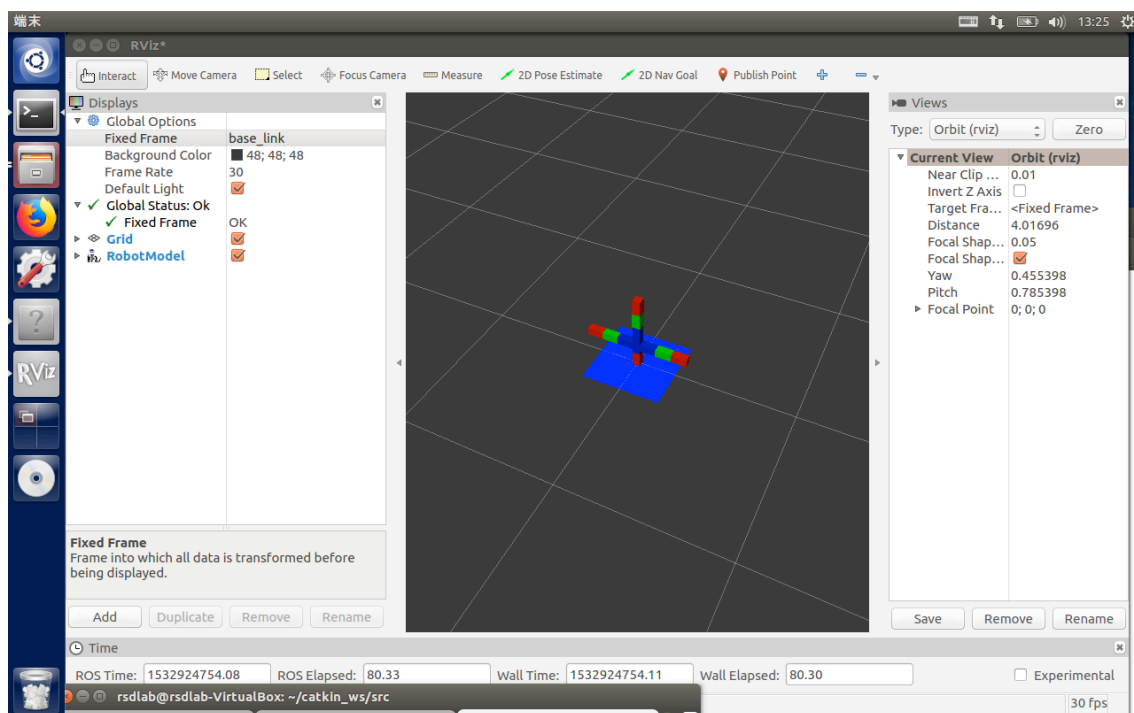 端末 13:25
RViz*
Interact Move Camera Select Focus Camera Measure 2D Pose Estimate 2D Nav Goal Publish Point
Displays
Global Options
Fixed Frame base_link
Background Color 48; 48; 48
Frame Rate 30
Default Light
Global Status: Ok
Fixed Frame OK
Grid
RobotModel
Fixed Frame
Frame into which all data is transformed before
being displayed.
Add Duplicate Remove Rename
Views
Type: Orbit (rviz) Zero
Current View Orbit (rviz)
Near Clip ... 0.01
Invert Z Axis
Target Fra... <Fixed Frame>
Distance 4.01696
Focal Shap... 0.05
Focal Shap...
Yaw 0.455398
Pitch 0.785398
Focal Point 0; 0; 0
Save Remove Rename
RViz
Time
ROS Time: 1532924754.08 ROS Elapsed: 80.33 Wall Time: 1532924754.11 Wall Elapsed: 80.30 Experimental
rsdlab@rsdlab-VirtualBox: ~/catkin_ws/src
30 fps